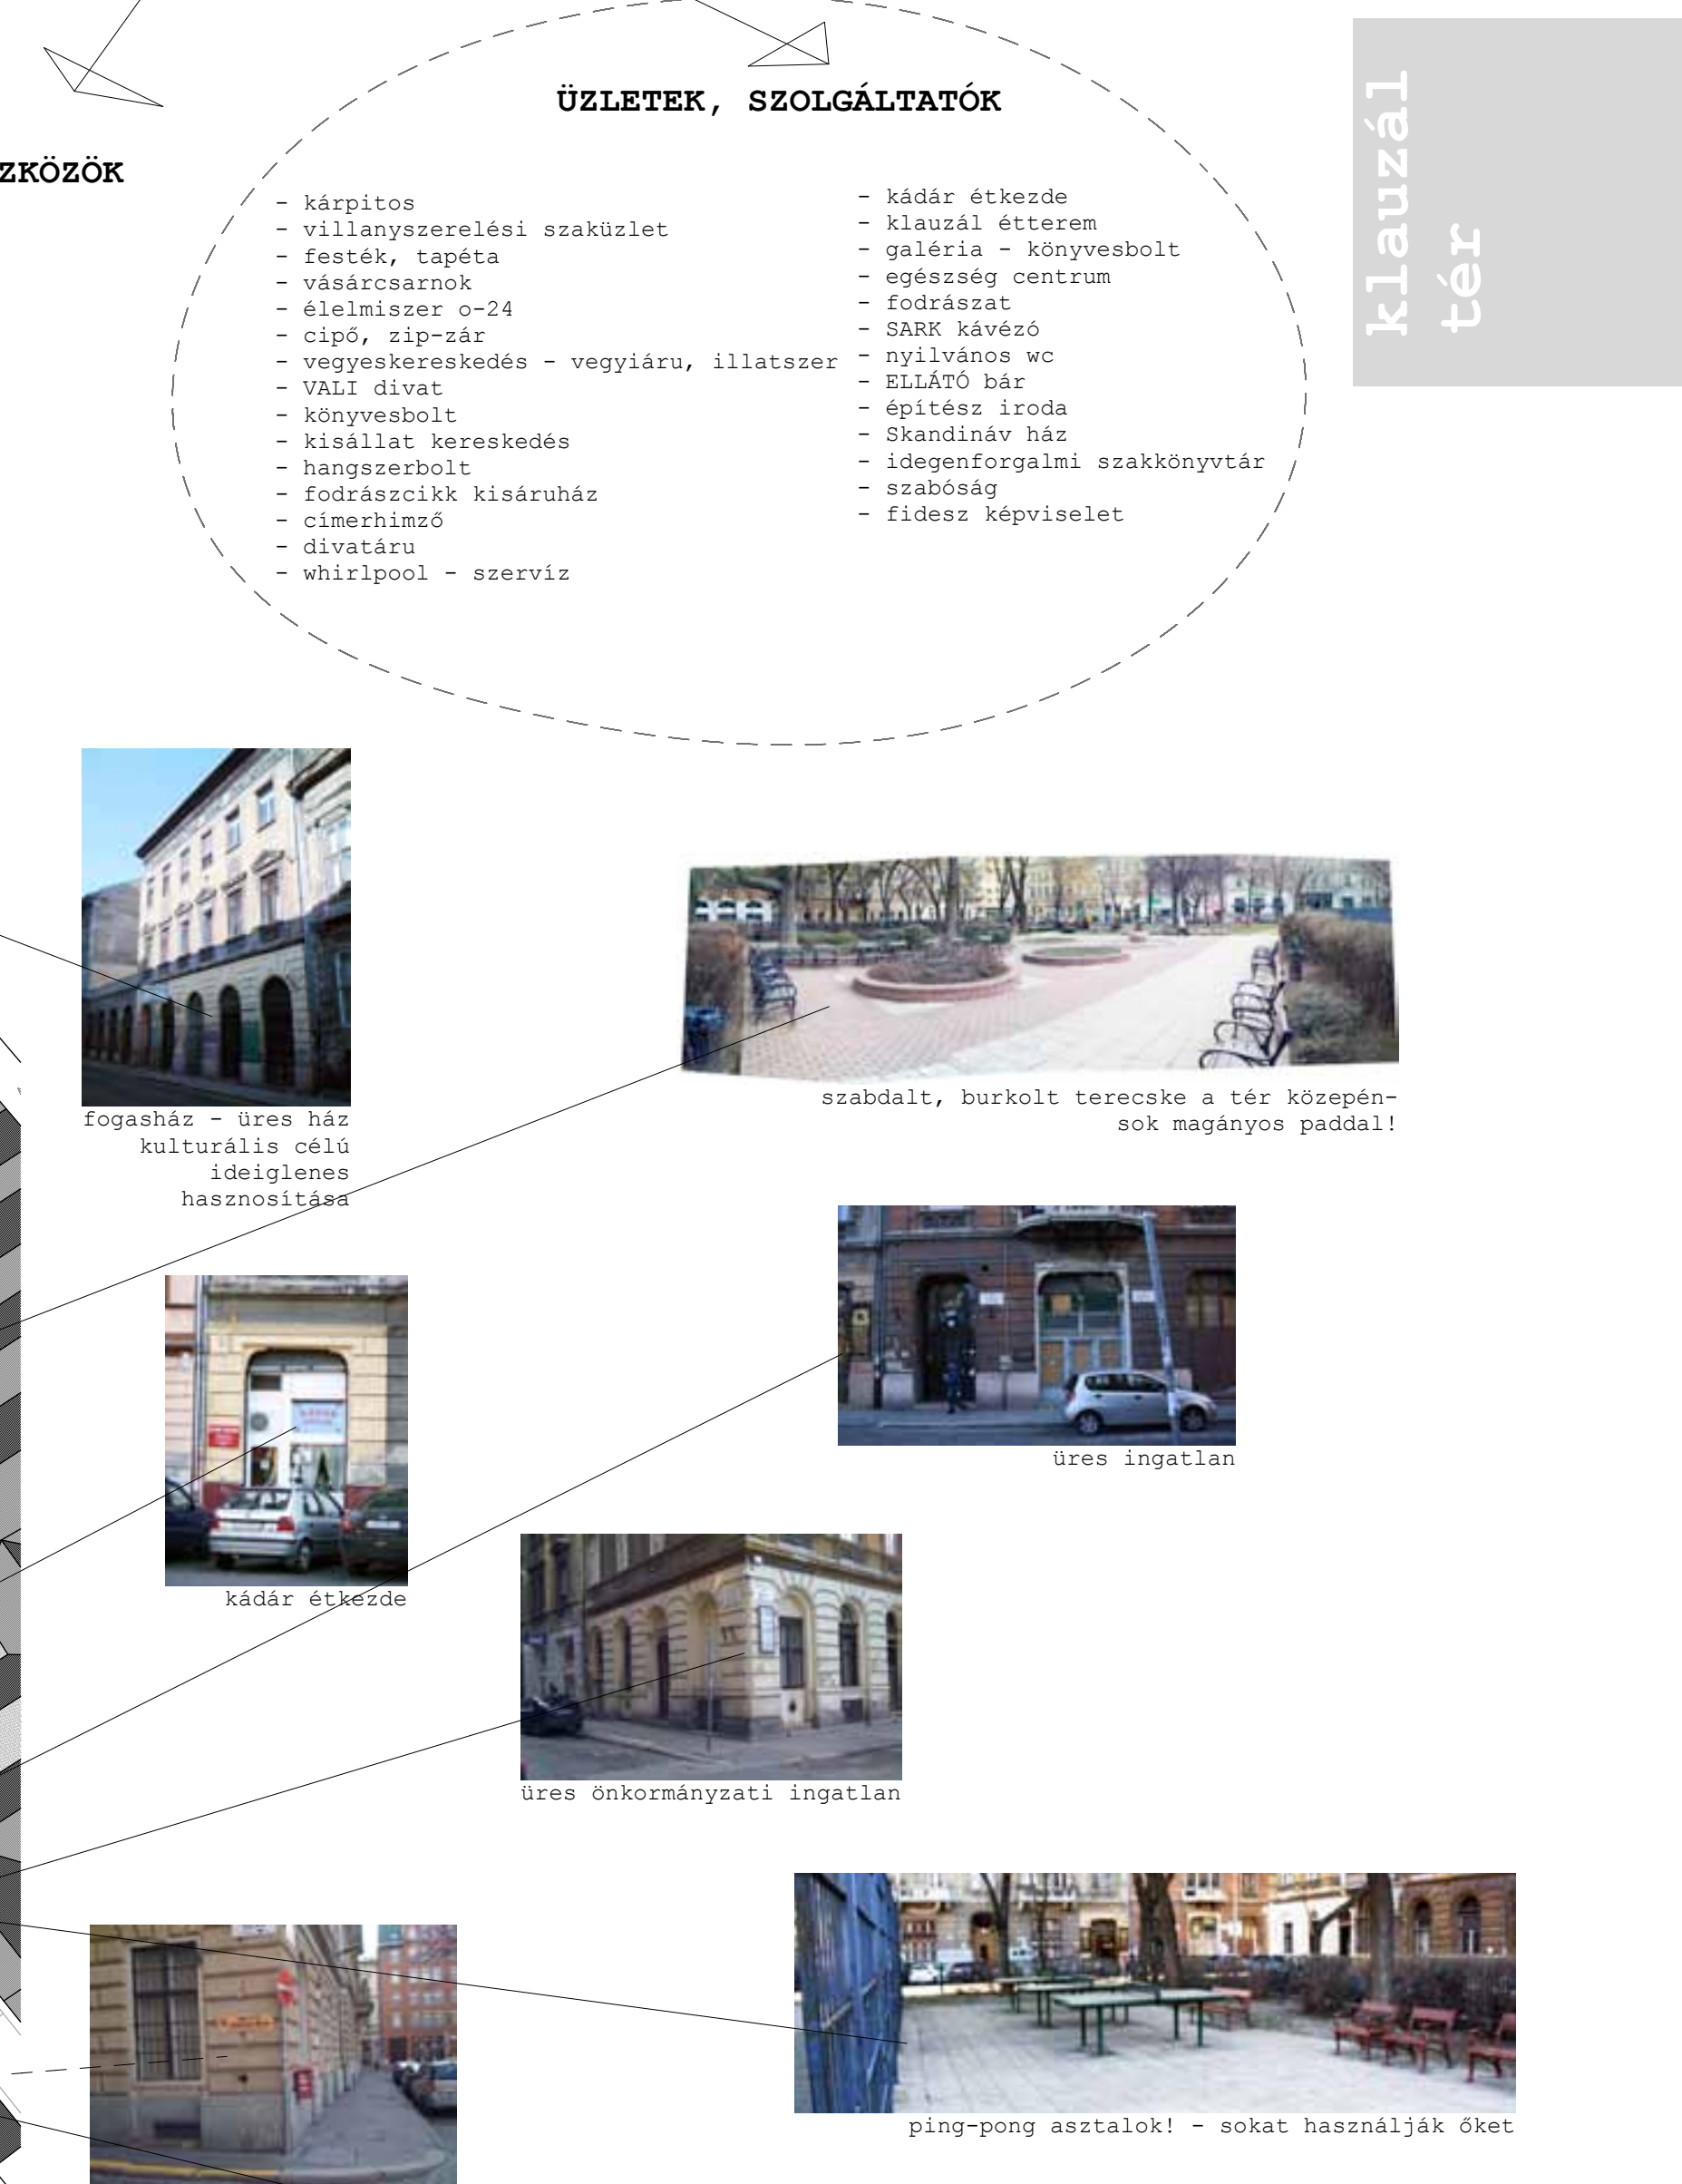 ÜZLETEK, SZOLGÁLTATÓK
klauzál
tér
ZKÖZÖK
- kárpitos
- villanyszerelési szaküzlet
- festék, tapéta
- vásárcsarnok
- élelmiszer o-24
- cipő, zip-zár
- vegyeskereskedés - vegyiáru, illatszer
- VALI divat
- könyvesbolt
- kisállat kereskedés
- hangszerbolt
- fodrászcikk kisáruház
- címerhimző
- divatáru
- whirlpool - szervíz
- kádár étkezde
- klauzál étterem
- galéria - könyvesbolt
- egészség centrum
- fodrászat
- SARK kávézó
- nyilvános wc
- ELLÁTÓ bár
- építész iroda
- Skandináv ház
- idegenforgalmi szakkönyvtár
- szabóság
- fidesz képviselet
fogasház - üres ház
kulturális célú
ideiglenes
hasznosítása
szabdalt, burkolt terecske a tér közepén-
sok magányos paddal!
üres ingatlan
kádár étkezde
üres önkormányzati ingatlan
ping-pong asztalok! - sokat használják őket